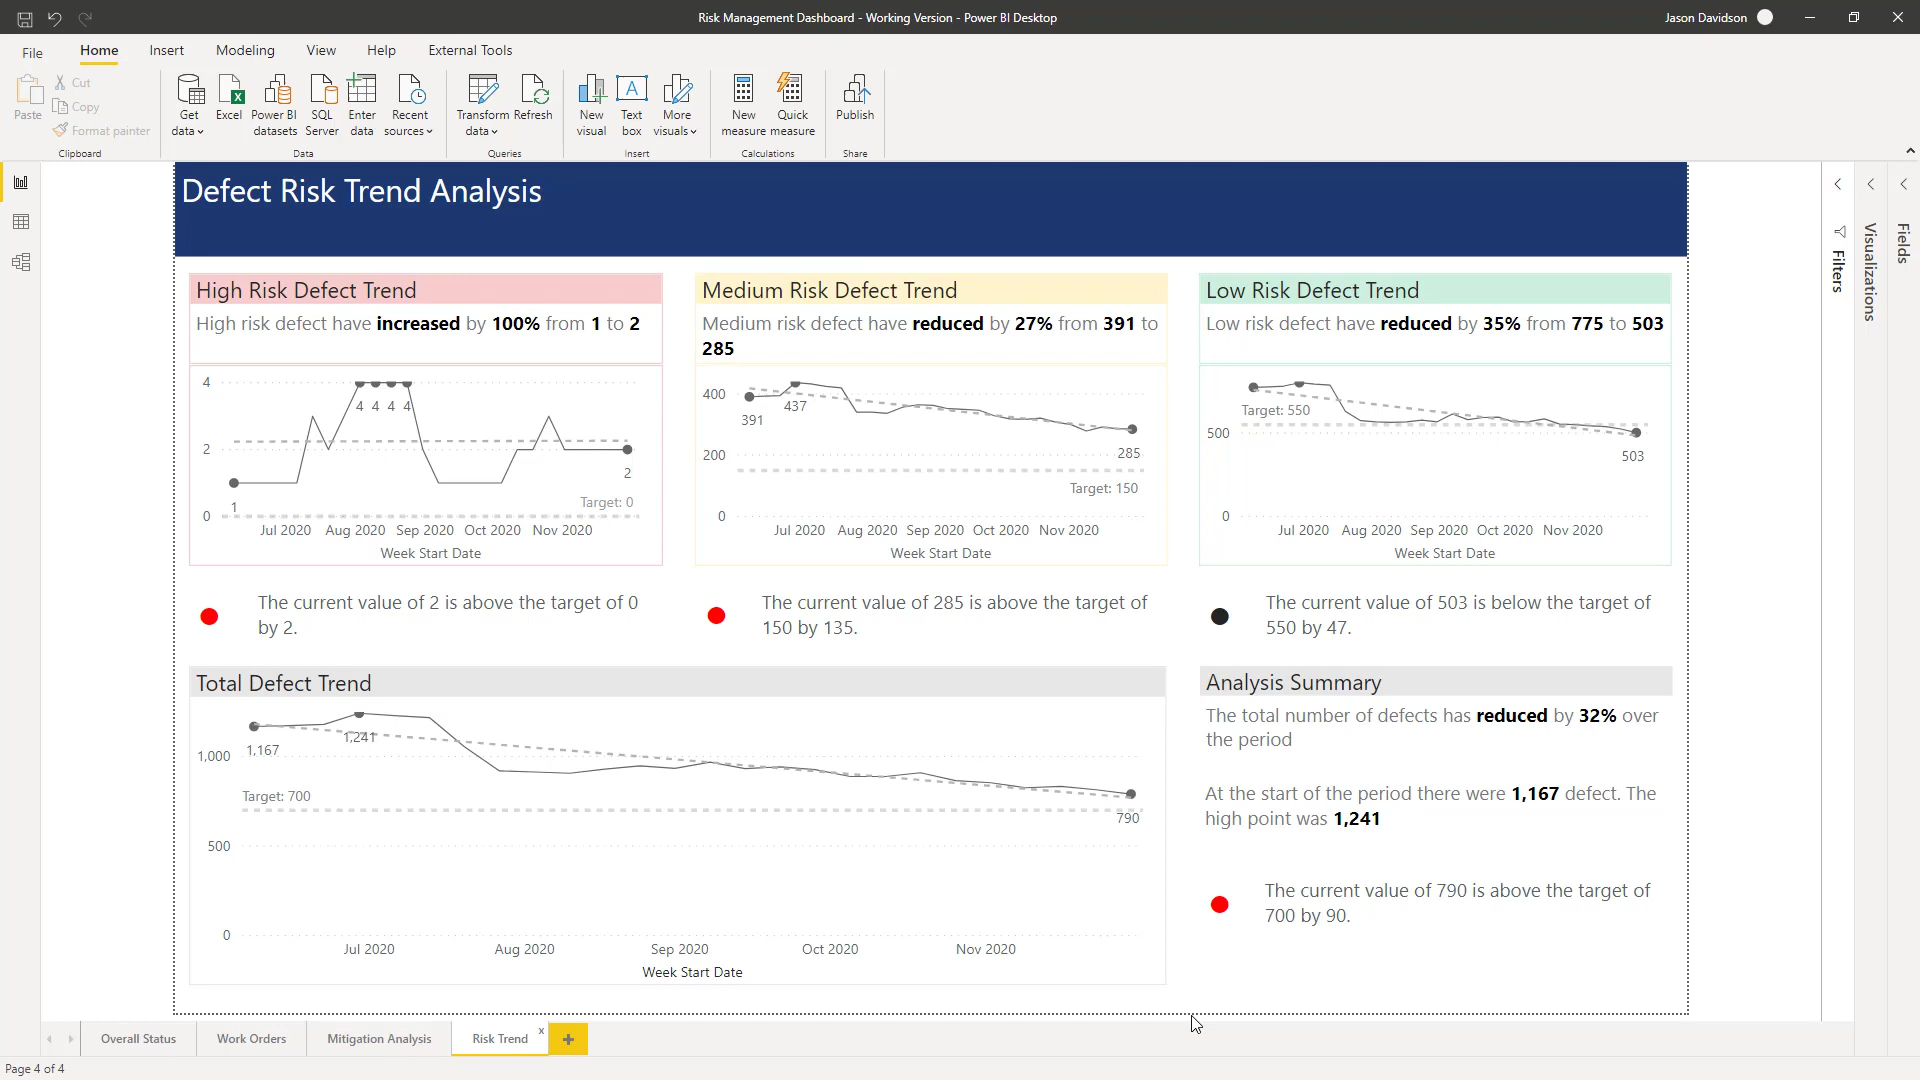 Risk Management Dashboard - Working Version - Power BI Desktop
Jason Davidson
File
Home
Insert
Modeling
View
Help
External Tools
Paste
Cut
Copy
Format painter
Clipboard
Get
data
Excel
Power BI
datasets
SQL
Server
Enter
data
Recent
sources
Data
Transform
data
Refresh
Queries
New
visual
Text
box
More
visuals
Insert
New
measure
Quick
measure
Calculations
Publish
Share
Defect Risk Trend Analysis
High Risk Defect Trend
High risk defect have increased by 100% from 1 to 2
4
2
0
1
4 4 4 4
2
Target: 0
Jul 2020 Aug 2020 Sep 2020 Oct 2020 Nov 2020
Week Start Date
Medium Risk Defect Trend
Medium risk defect have reduced by 27% from 391 to
285
400
200
0
391
437
285
Target: 150
Jul 2020 Aug 2020 Sep 2020 Oct 2020 Nov 2020
Week Start Date
Low Risk Defect Trend
Low risk defect have reduced by 35% from 775 to 503
Target: 550
500
0
503
Jul 2020 Aug 2020 Sep 2020 Oct 2020 Nov 2020
Week Start Date
The current value of 2 is above the target of 0
by 2.
The current value of 285 is above the target of
150 by 135.
The current value of 503 is below the target of
550 by 47.
Total Defect Trend
1,167
1,241
1,000
Target: 700
790
500
0
Jul 2020 Aug 2020 Sep 2020 Oct 2020 Nov 2020
Week Start Date
Analysis Summary
The total number of defects has reduced by 32% over
the period
At the start of the period there were 1,167 defect. The
high point was 1,241
The current value of 790 is above the target of
700 by 90.
Filters
Visualizations
Fields
Overall Status
Work Orders
Mitigation Analysis
Risk Trend
x
+
Page 4 of 4